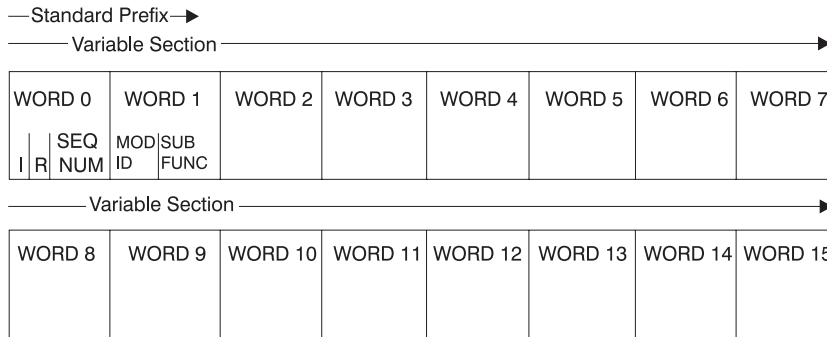 Standard Prefix
Variable Section
WORD 0 WORD 1 WORD 2 WORD 3 WORD 4 WORD 5 WORD 6 WORD 7
SEQ MOD SUB
I R NUM ID FUNC
Variable Section
WORD 8 WORD 9 WORD 10 WORD 11 WORD 12 WORD 13 WORD 14 WORD 15